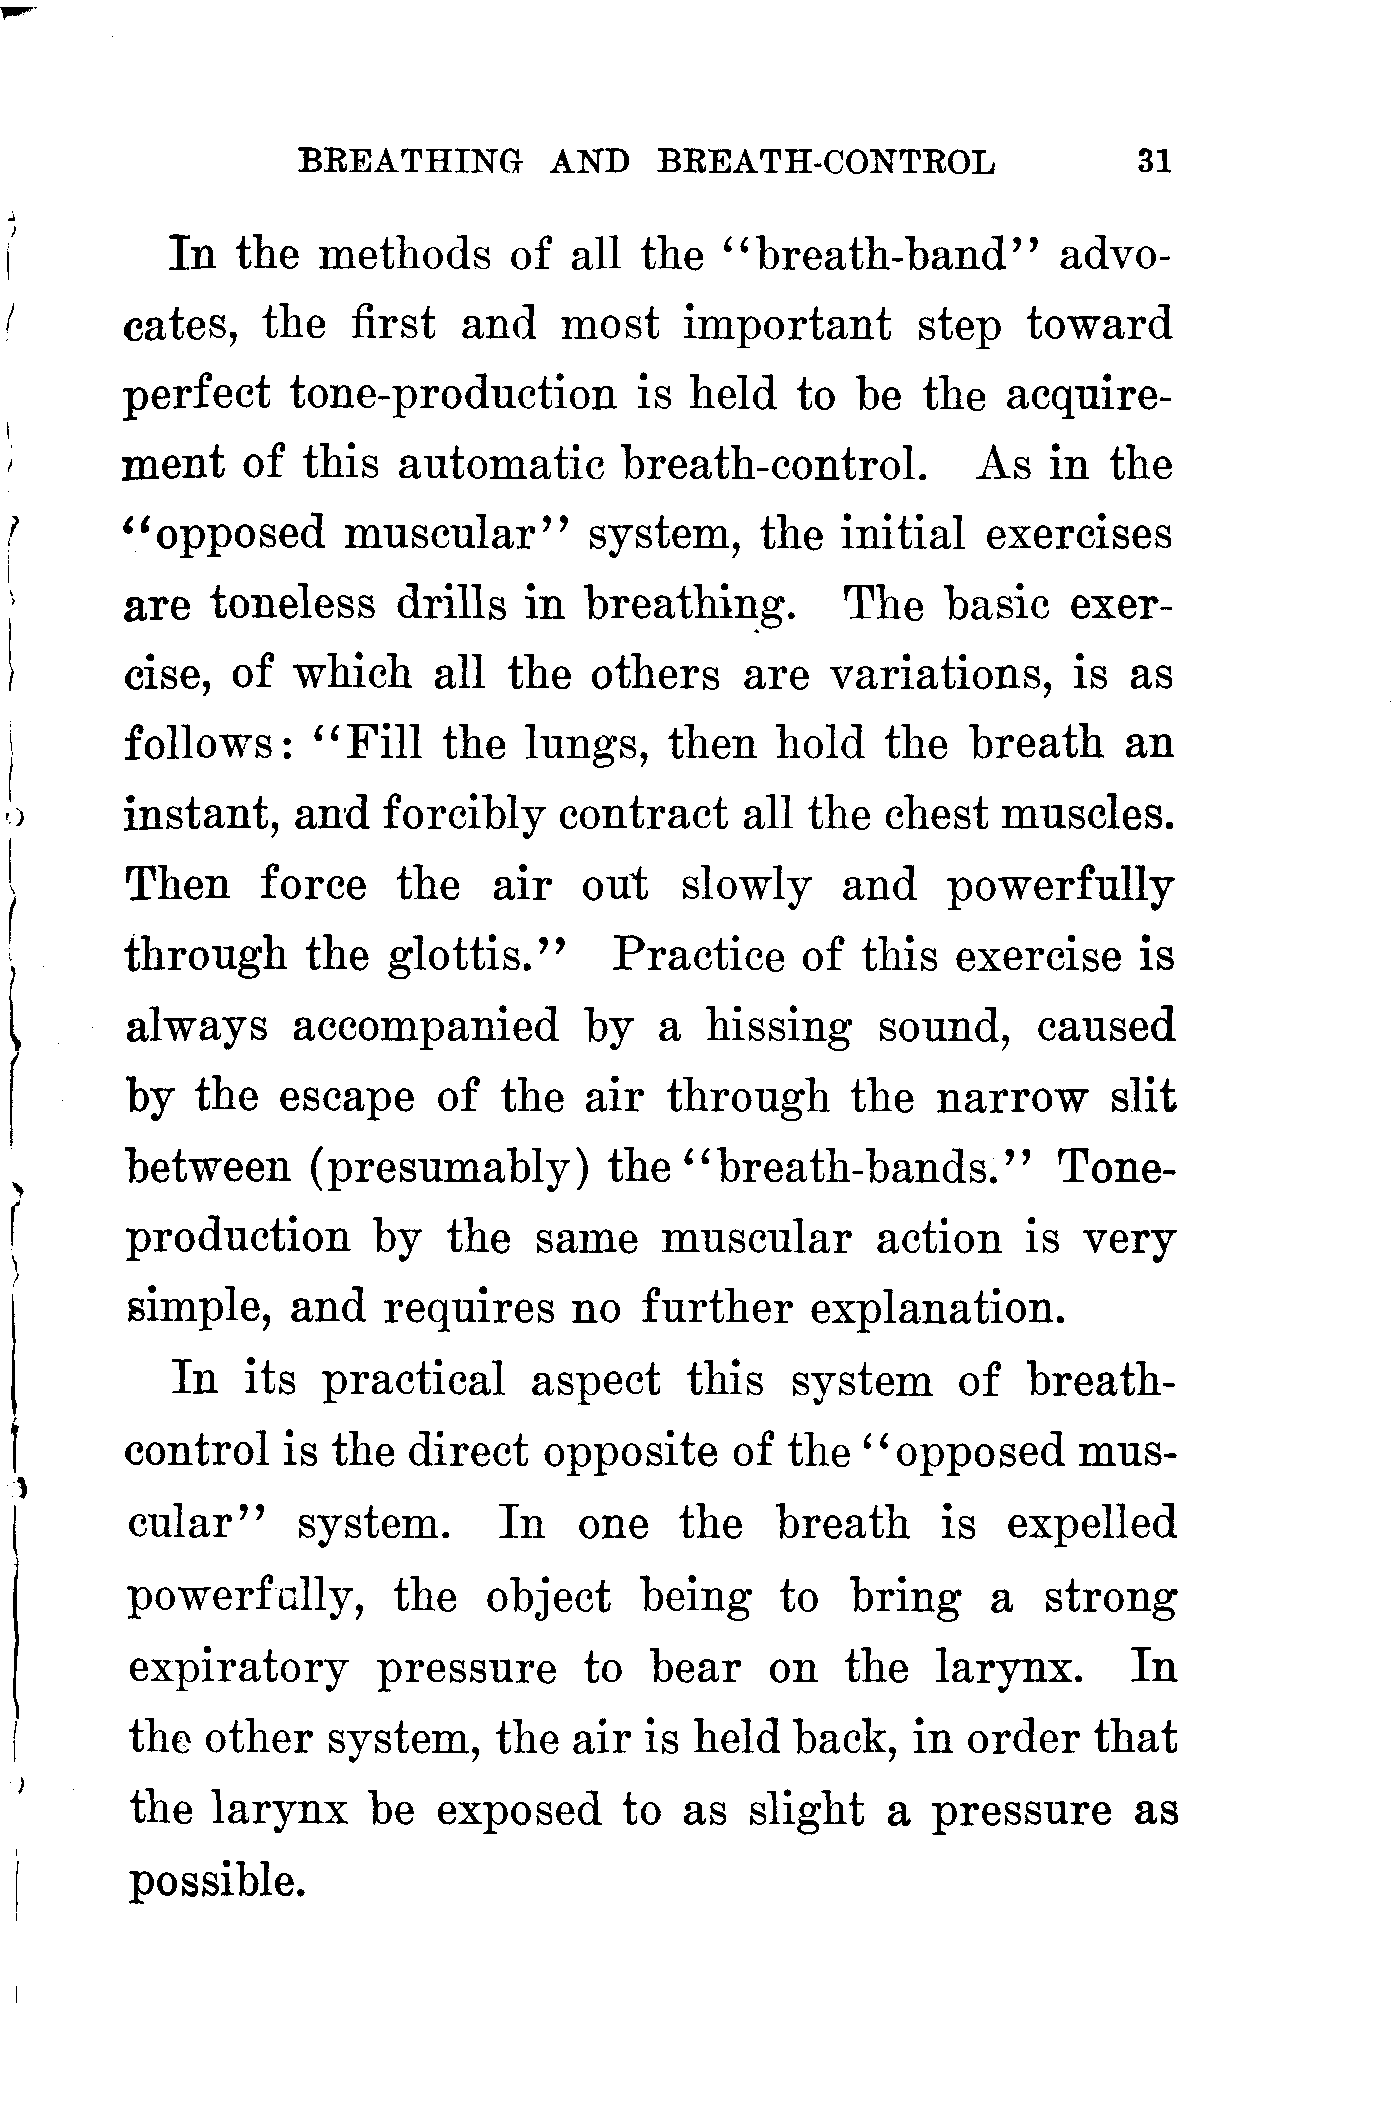 BREATHING AND BREATH-CONTROL 31
In the methods of all the "breath-band" advo-
cates, the first and most important step toward
perfect tone-production is held to be the acquire-
ment of this automatic breath-control. As in the
"opposed muscular" system, the initial exercises
are toneless drills in breathing. The basic exer-
cise, of which all the others are variations, is as
follows: "Fill the lungs, then hold the breath an
instant, and forcibly contract all the chest muscles.
Then force the air out slowly and powerfully
through the glottis." Practice of this exercise is
always accompanied by a hissing sound, caused
by the escape of the air through the narrow slit
between (presumably) the "breath-bands." Tone-
production by the same muscular action is very
simple, and requires no further explanation.
In its practical aspect this system of breath-
control is the direct opposite of the "opposed mus-
cular" system. In one the breath is expelled
powerfully, the object being to bring a strong
expiratory pressure to bear on the larynx. In
the other system, the air is held back, in order that
the larynx be exposed to as slight a pressure as
possible.